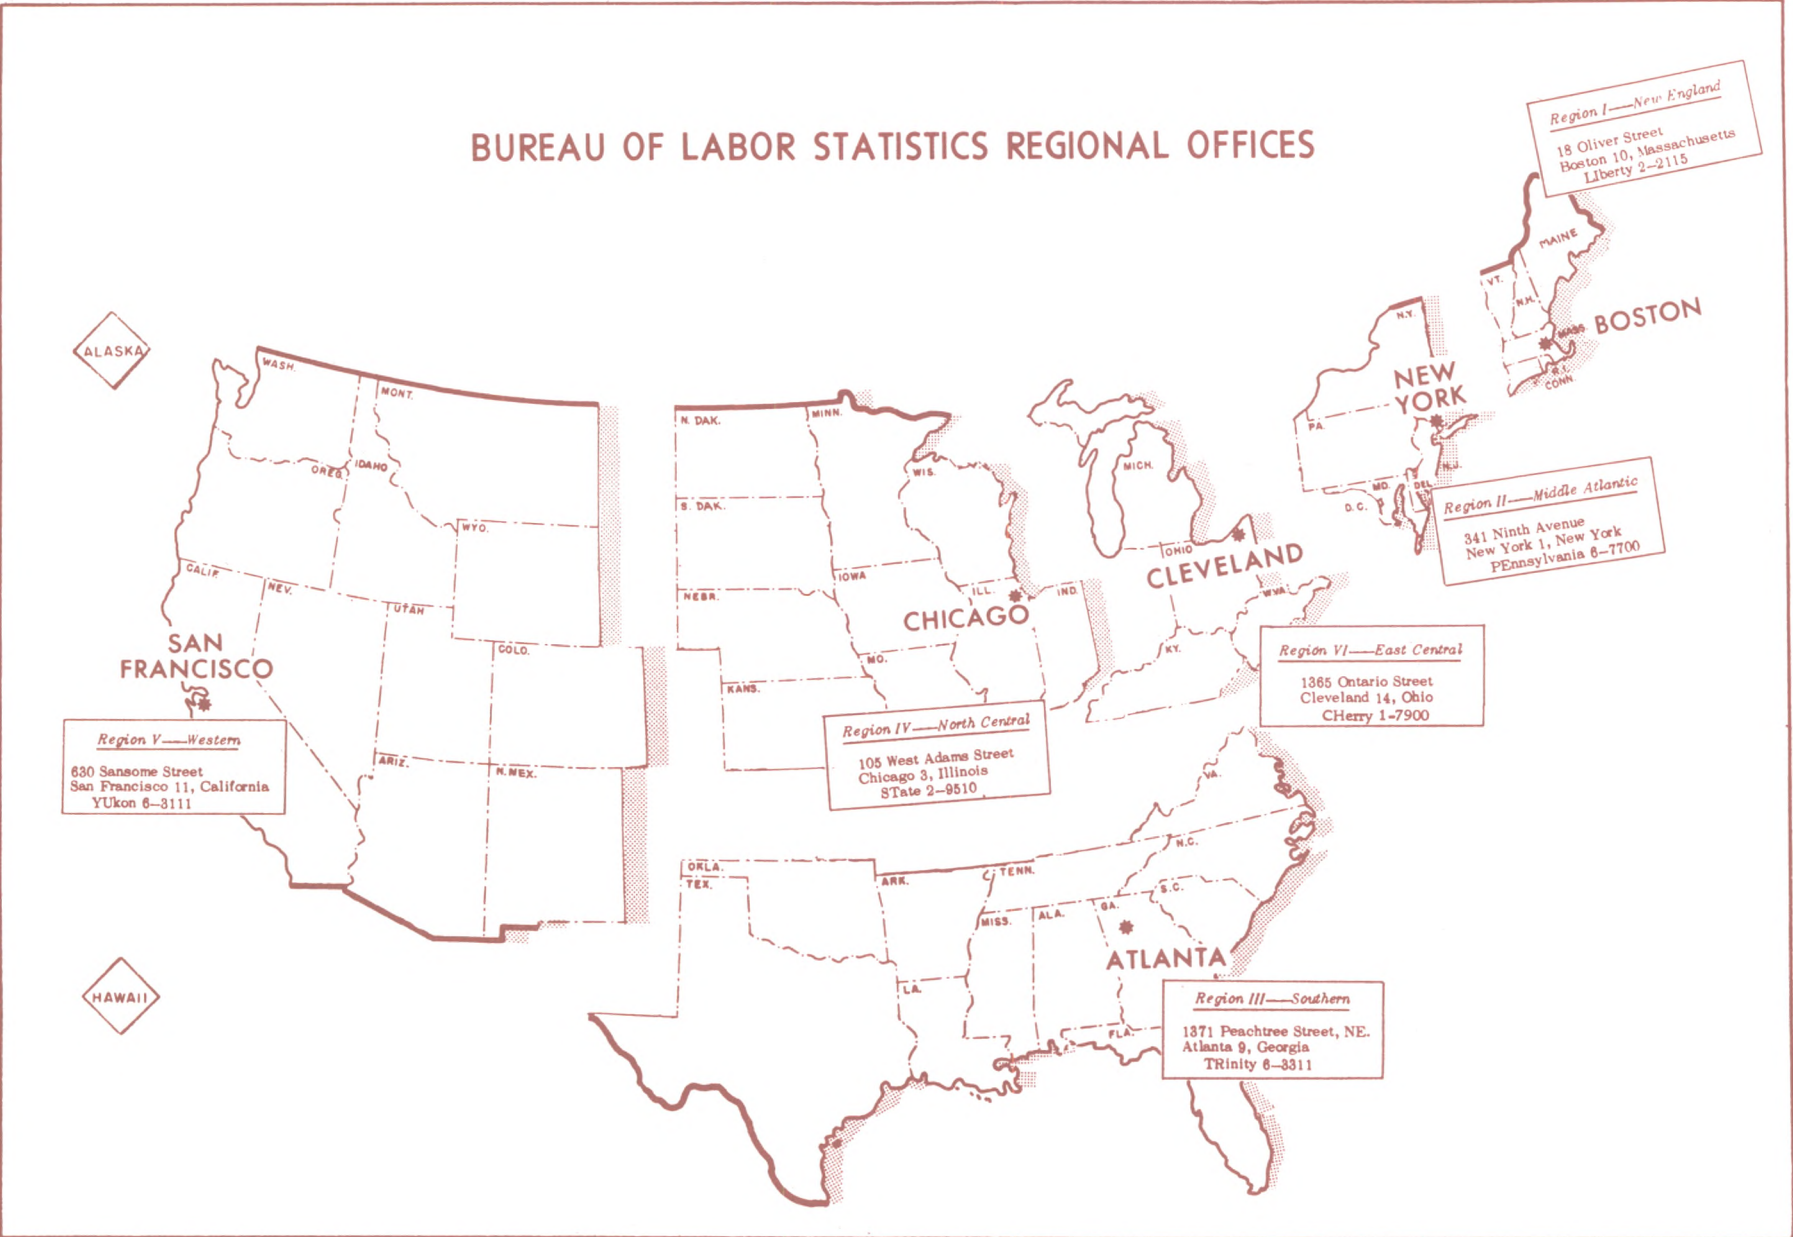 BUREAU OF LABOR STATISTICS REGIONAL OFFICES
Region I—New England
18 Oliver Street
Boston 10, Massachusetts
LIberty 2-2115
MAINE
VT.
N.H.
MASS.
BOSTON
R.I.
CONN.
N.Y.
NEW
YORK
PA.
N.J.
MD.
DEL.
D.C.
Region II—Middle Atlantic
341 Ninth Avenue
New York 1, New York
PEnnsylvania 6-7700
ALASKA
WASH.
MONT.
OREG.
IDAHO
WYO.
CALIF.
NEV.
UTAH
COLO.
SAN
FRANCISCO
Region V—Western
630 Sansome Street
San Francisco 11, California
YUkon 6-3111
ARIZ.
N.MEX.
HAWAII
N. DAK.
MINN.
WIS.
S. DAK.
IOWA
NEBR.
ILL.
IND.
CHICAGO
MO.
KANS.
Region IV—North Central
105 West Adams Street
Chicago 3, Illinois
STate 2-9510
MICH.
OHIO
CLEVELAND
W.VA.
KY.
Region VI—East Central
1365 Ontario Street
Cleveland 14, Ohio
CHerry 1-7900
VA.
N.C.
OKLA.
TEX.
ARK.
TENN.
S.C.
MISS.
ALA.
GA.
ATLANTA
LA.
FLA.
Region III—Southern
1371 Peachtree Street, NE.
Atlanta 9, Georgia
TRinity 6-3311